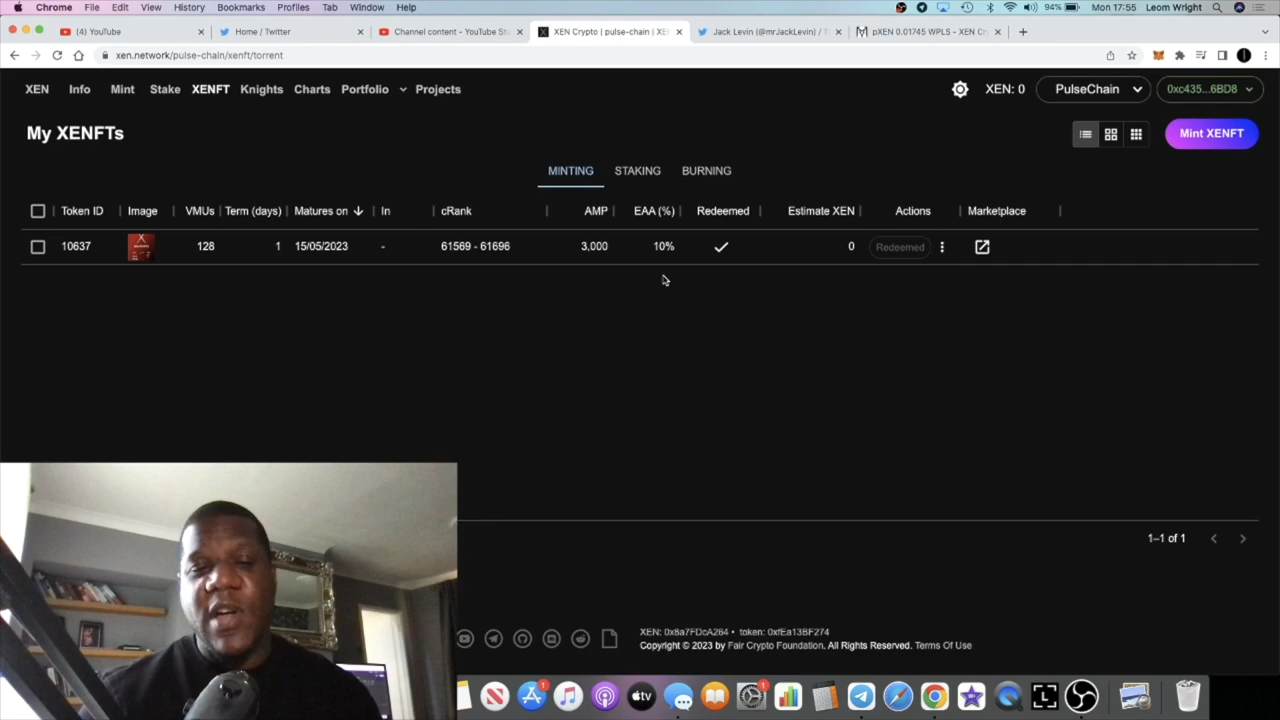 Chrome File Edit View History Bookmarks Profiles Tab Window Help 94% Mon 17:55 Leom Wright
(4) YouTube Home / Twitter Channel content - YouTube St XEN Crypto | pulse-chain | XE Jack Levin (@mrJackLevin) / T pXEN 0.01745 WPLS - XEN Cr
xen.network/pulse-chain/xenft/torrent
XEN Info Mint Stake XENFT Knights Charts Portfolio Projects XEN: 0 PulseChain 0xc435...6BD8
My XENFTs Mint XENFT
MINTING STAKING BURNING
Token ID Image VMUs Term (days) Matures on In cRank AMP EAA (%) Redeemed Estimate XEN Actions Marketplace
10637 128 1 15/05/2023 - 61569 - 61696 3,000 10% 0 Redeemed
1–1 of 1
XEN: 0x8a7FDcA264 • token: 0xfEa13BF274
Copyright © 2023 by Fair Crypto Foundation. All Rights Reserved. Terms Of Use
tv